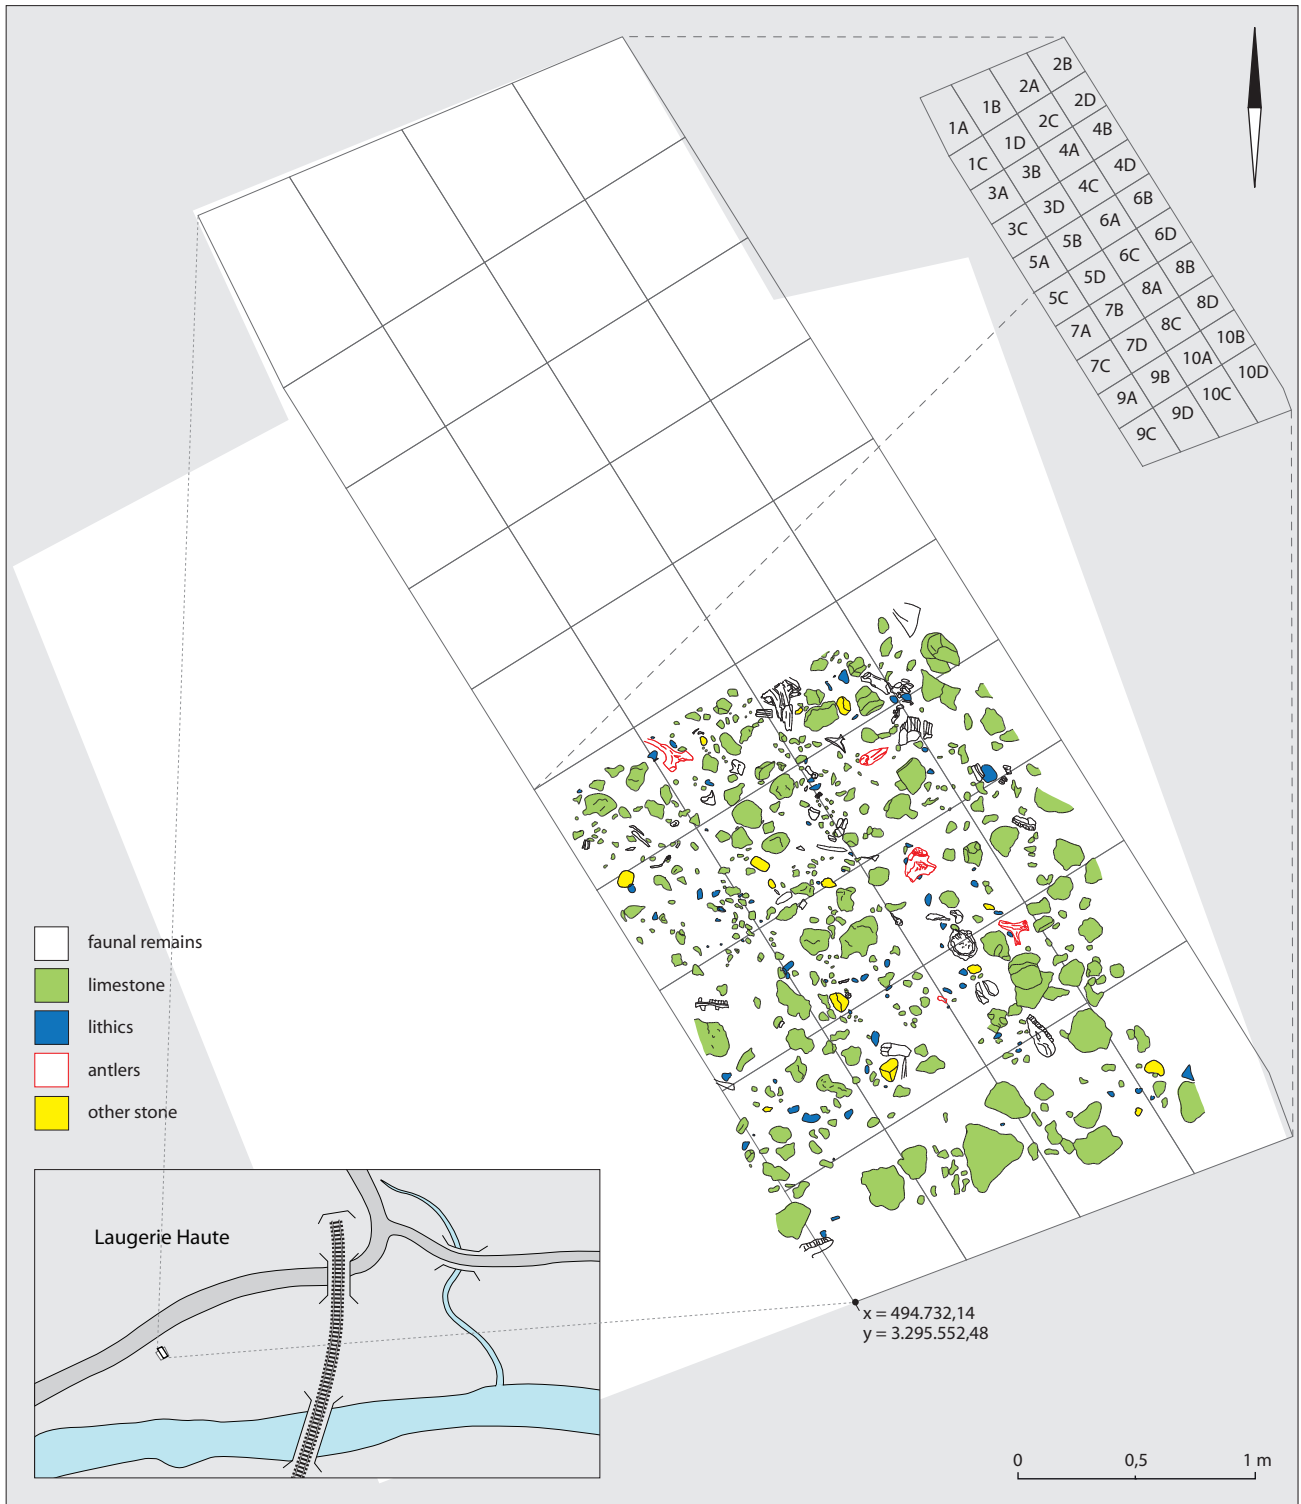 2B
2A
1B
2D
1A
2C
4B
1D
4A
1C
3B
4D
3A
4C
6B
3D
6A
3C
5B
6D
5A
6C
8B
5D
8A
5C
8D
7B
8C
7A
10B
7D
10A
7C
10D
9B
10C
9A
9D
9C
faunal remains
limestone
lithics
antlers
other stone
Laugerie Haute
x = 494.732,14
y = 3.295.552,48
0 0,5 1 m